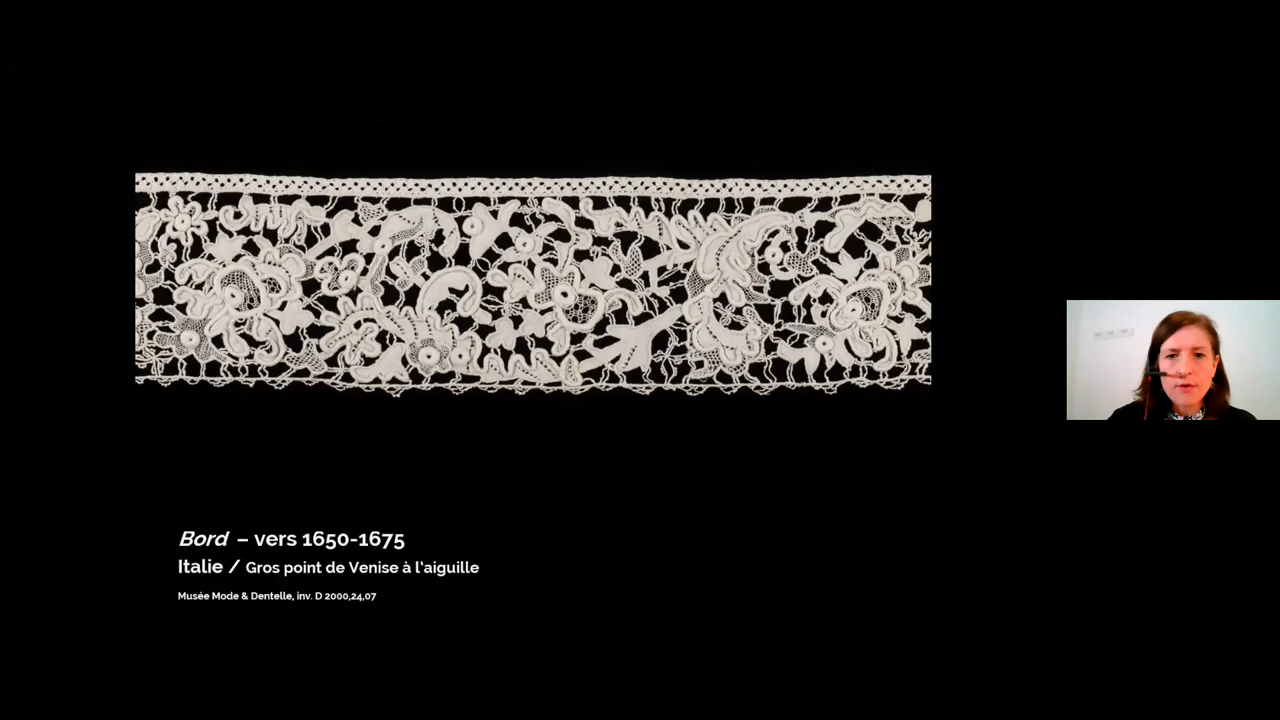 Bord – vers 1650-1675
Italie / Gros point de Venise à l'aiguille
Musée Mode & Dentelle, inv. D 2000,24,07